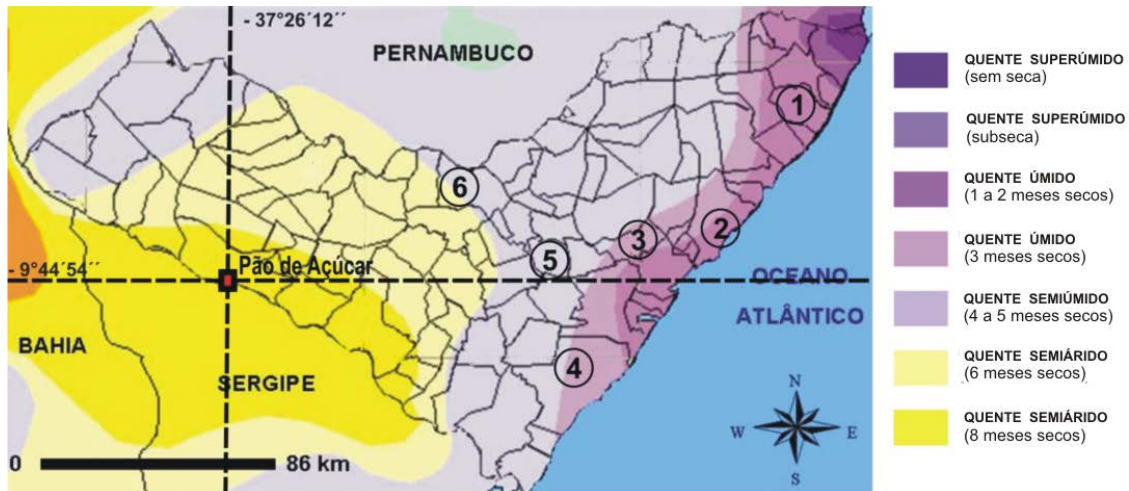 - 37°26´12´´
PERNAMBUCO
1
6
2
3
5
Pão de Açúcar
- 9°44´54´´
OCEANO
ATLÂNTICO
BAHIA
SERGIPE
4
N
W
E
S
0
86 km
QUENTE SUPERÚMIDO
(sem seca)
QUENTE SUPERÚMIDO
(subseca)
QUENTE ÚMIDO
(1 a 2 meses secos)
QUENTE ÚMIDO
(3 meses secos)
QUENTE SEMIÚMIDO
(4 a 5 meses secos)
QUENTE SEMIÁRIDO
(6 meses secos)
QUENTE SEMIÁRIDO
(8 meses secos)